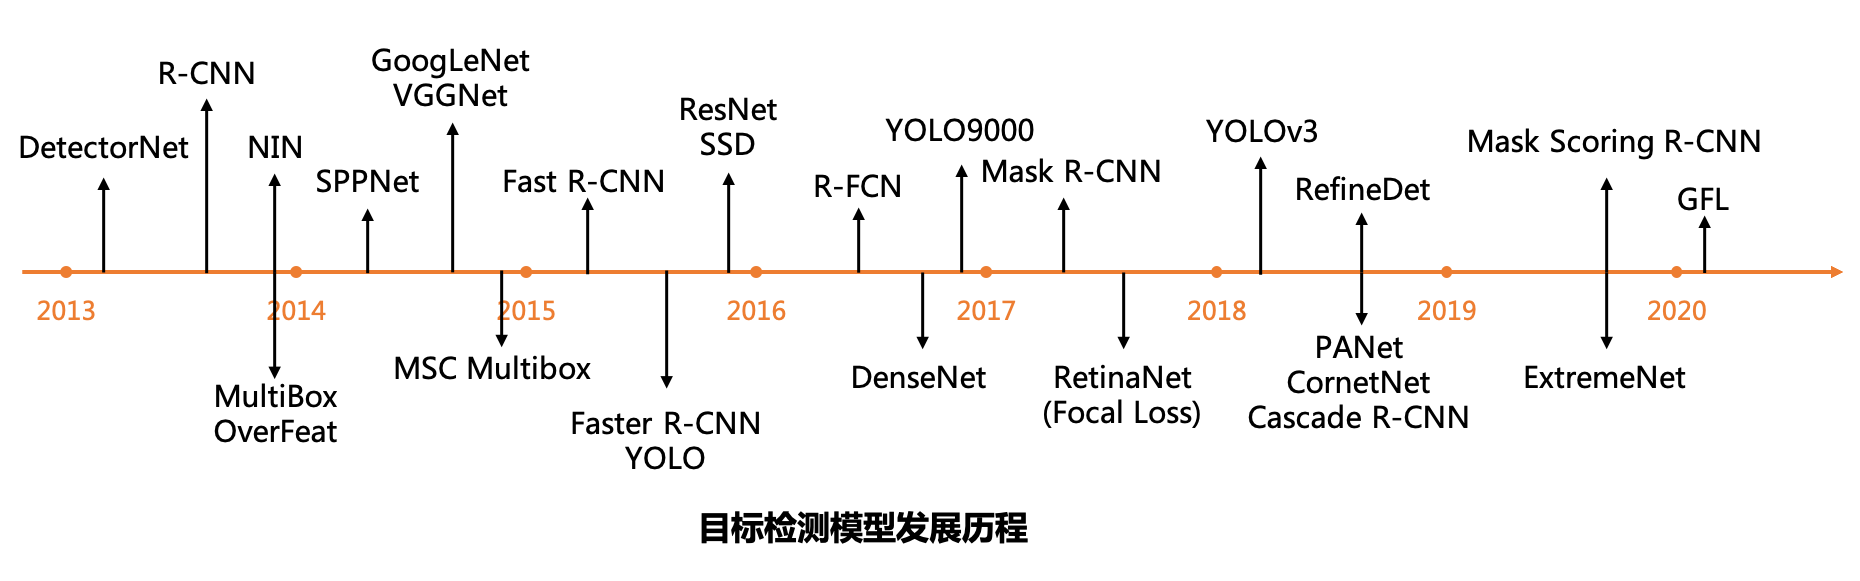 GoogLeNet
VGGNet
R-CNN
ResNet
SSD
DetectorNet
NIN
SPPNet
Fast R-CNN
R-FCN
YOLO9000
Mask R-CNN
YOLOv3
RefineDet
Mask Scoring R-CNN
GFL
2013
2014
2015
2016
2017
2018
2019
2020
MultiBox
OverFeat
MSC Multibox
Faster R-CNN
YOLO
DenseNet
RetinaNet
(Focal Loss)
PANet
CornetNet
Cascade R-CNN
ExtremeNet
目标检测模型发展历程